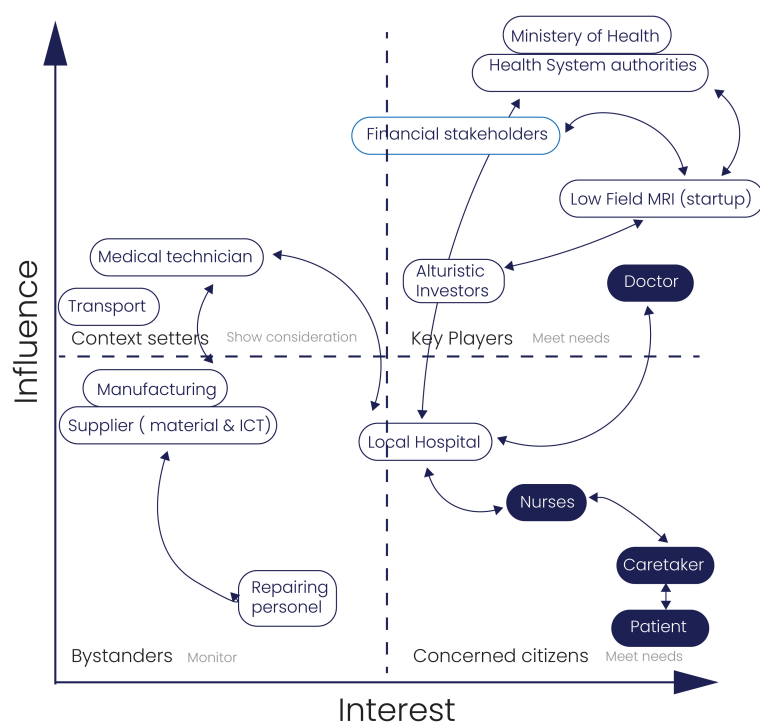 Ministery of Health
Health System authorities
Financial stakeholders
Low Field MRI (startup)
Medical technician
Alturistic
Investors
Doctor
Transport
Context setters
Show consideration
Key Players
Meet needs
Influence
Manufacturing
Supplier ( material & ICT)
Local Hospital
Nurses
Caretaker
Repairing
personel
Patient
Bystanders
Monitor
Concerned citizens
Meet needs
Interest